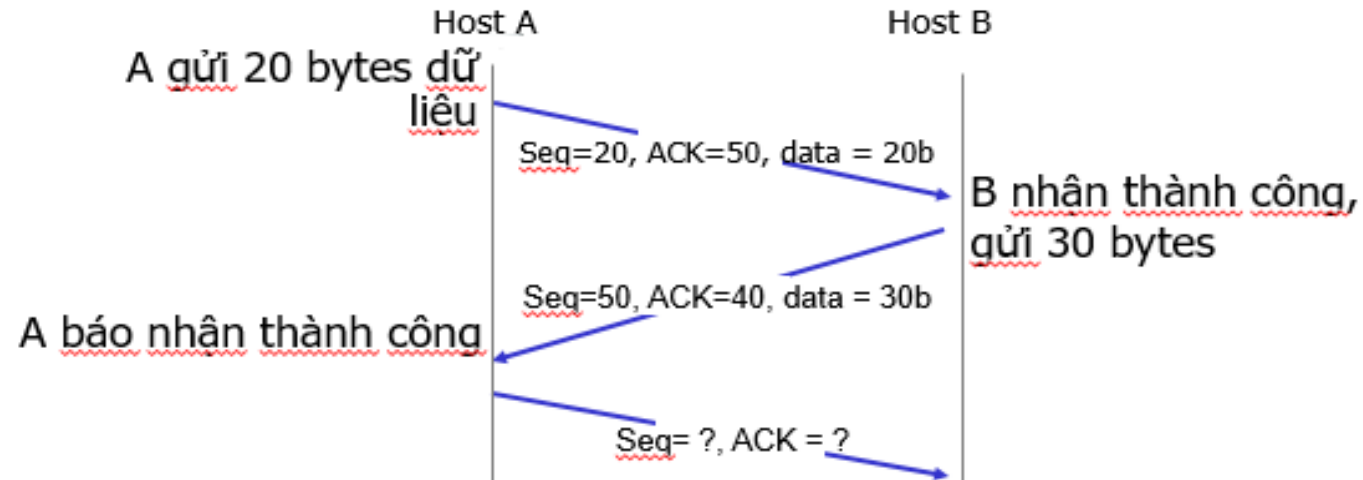 Host A
Host B
A gửi 20 bytes dữ
liệu
Seq=20, ACK=50, data = 20b
B nhận thành công,
gửi 30 bytes
Seq=50, ACK=40, data = 30b
A báo nhận thành công
Seq= ?, ACK = ?